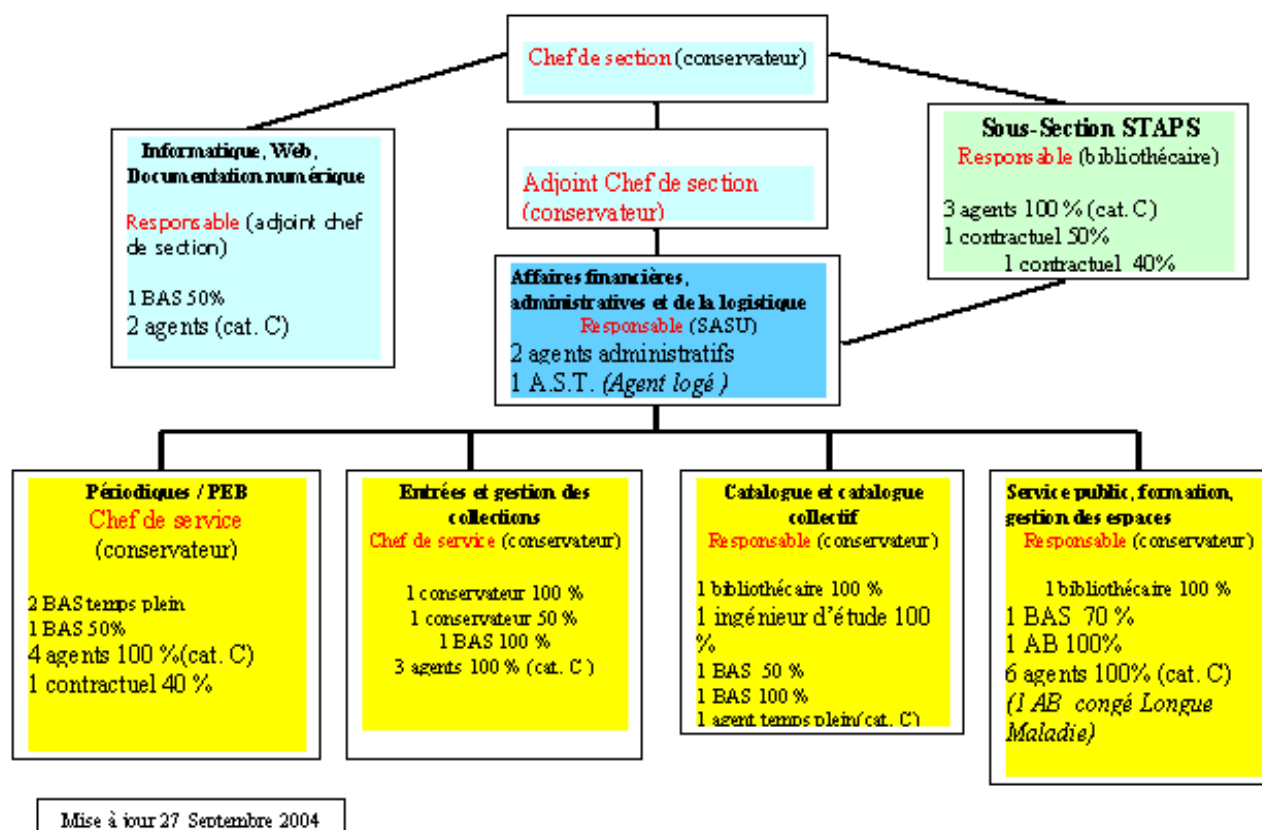 Chef de section (conservateur)
Informatique, Web,
Documentation numérique
Responsable (adjoint chef
de section)
1 BAS 50%
2 agents (cat. C)
Adjoint Chef de section
(conservateur)
Sous-Section STAPS
Responsable (bibliothécaire)
3 agents 100 % (cat. C)
1 contractuel 50%
1 contractuel 40%
Affaires financières,
administratives et de la logistique
Responsable (SASU)
2 agents administratifs
1 A.S.T. (Agent logé )
Périodiques / PEB
Chef de service
(conservateur)
2 BAS temps plein
1 BAS 50%
4 agents 100 %(cat. C)
1 contractuel 40 %
Entrées et gestion des
collections
Chef de service (conservateur)
1 conservateur 100 %
1 conservateur 50 %
1 BAS 100 %
3 agents 100 % (cat. C )
Catalogue et catalogue
collectif
Responsable (conservateur)
1 bibliothécaire 100 %
1 ingénieur d'étude 100
%
1 BAS 50 %
1 BAS 100 %
1 agent temps plein(cat. C)
Service public, formation,
gestion des espaces
Responsable (conservateur)
1 bibliothécaire 100 %
1 BAS 70 %
1 AB 100%
6 agents 100% (cat. C)
(1 AB congé Longue
Maladie)
Mise à jour 27 Septembre 2004